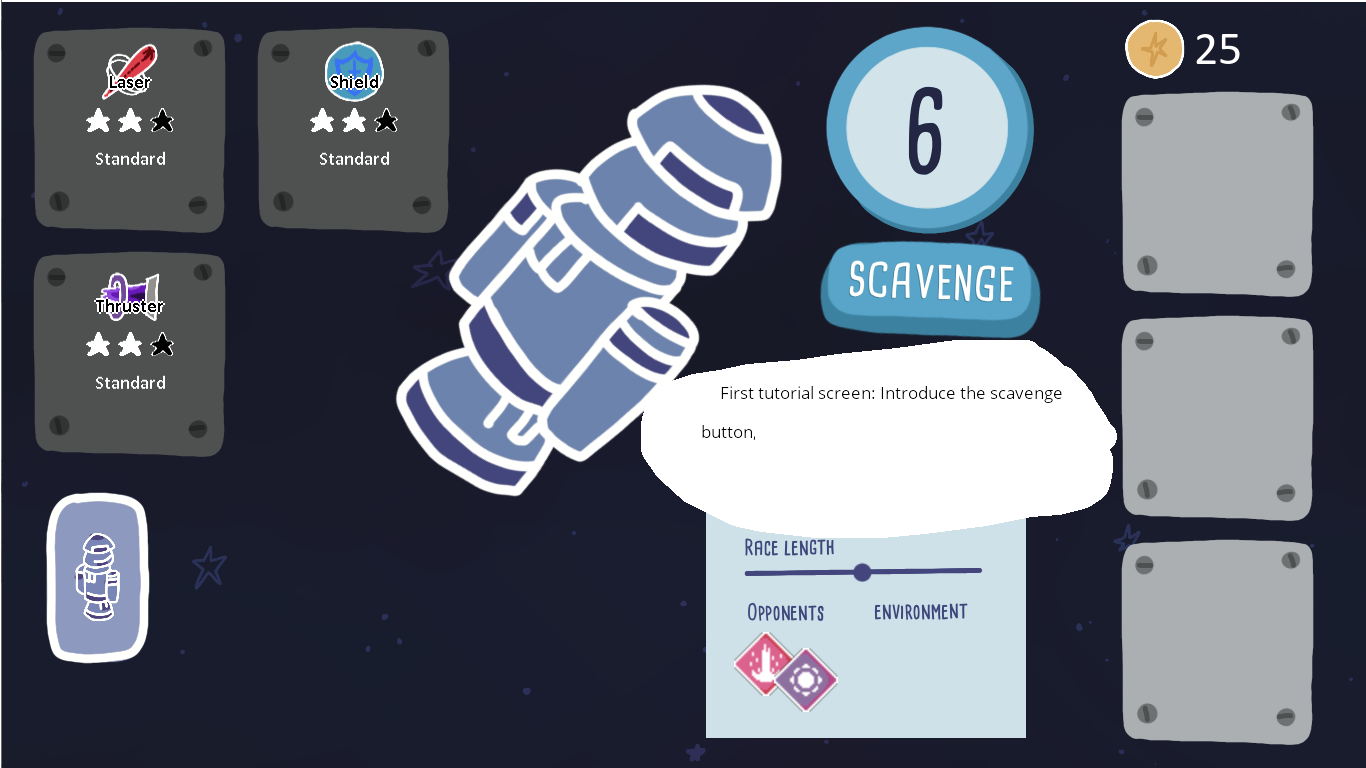 Laser
Standard
Shield
Standard
Thruster
Standard
6
SCAVENGE
25
First tutorial screen: Introduce the scavenge
button,
RACE LENGTH
OPPONENTS
ENVIRONMENT